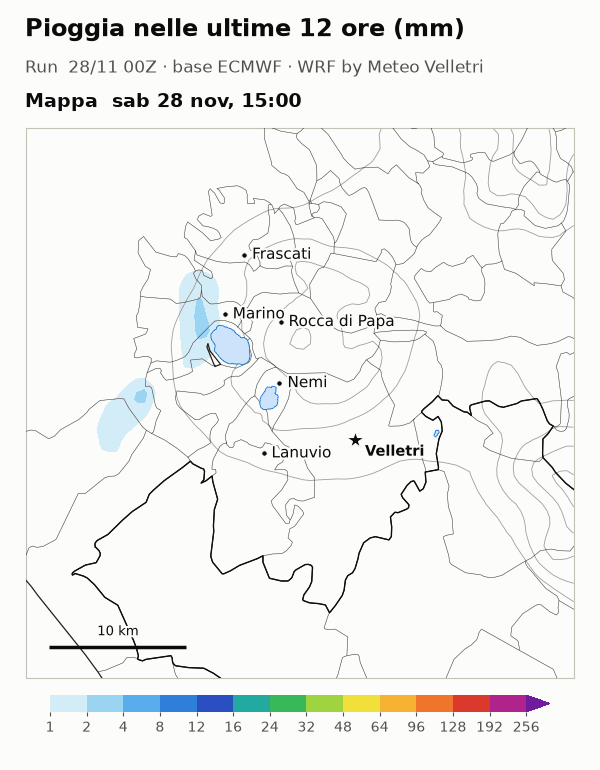 Pioggia nelle ultime 12 ore (mm)
Run  28/11 00Z · base ECMWF · WRF by Meteo Velletri
Mappa  sab 28 nov, 15:00
Frascati
Marino
Rocca di Papa
Nemi
Velletri
Lanuvio
10 km
1 2 4 8 12 16 24 32 48 64 96 128 192 256